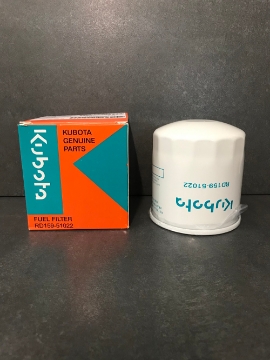 KUBOTA
GENUINE
PARTS
Kubota
FUEL FILTER
RD159-51022
Kubota
RD159-51022